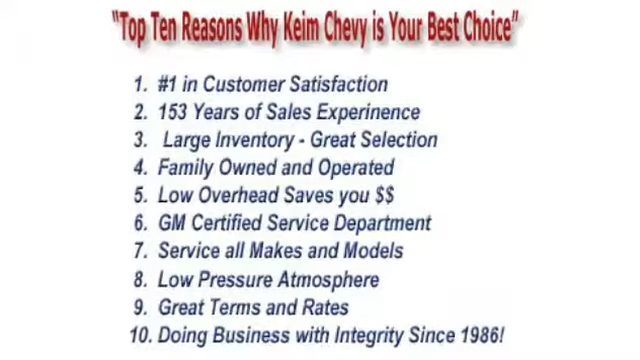 "Top Ten Reasons Why Keim Chevy is Your Best Choice"
1. #1 in Customer Satisfaction
2. 153 Years of Sales Experinence
3. Large Inventory - Great Selection
4. Family Owned and Operated
5. Low Overhead Saves you $$
6. GM Certified Service Department
7. Service all Makes and Models
8. Low Pressure Atmosphere
9. Great Terms and Rates
10. Doing Business with Integrity Since 1986!